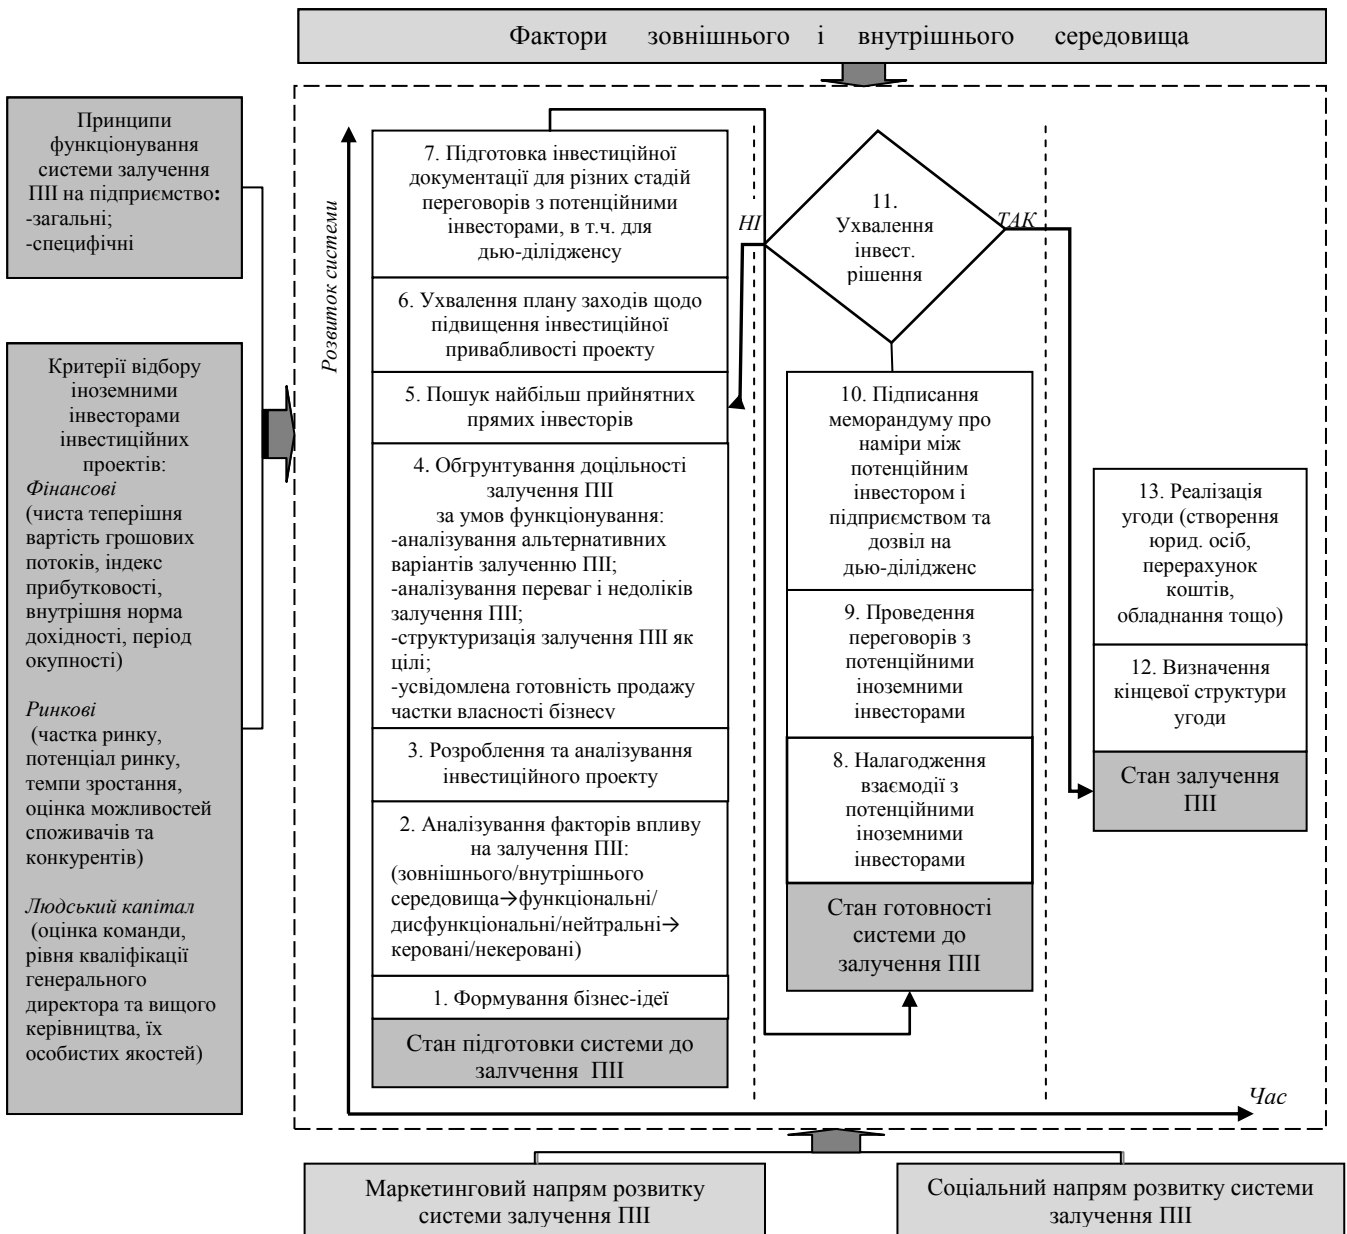 Фактори зовнішнього і внутрішнього середовища
Принципи
функціонування
системи залучення
ПІІ на підприємство:
-загальні;
-специфічні
Критерії відбору
іноземними
інвесторами
інвестиційних
проектів:
Фінансові
(чиста теперішня
вартість грошових
потоків, індекс
прибутковості,
внутрішня норма
дохідності, період
окупності)
Ринкові
(частка ринку,
потенціал ринку,
темпи зростання,
оцінка можливостей
споживачів та
конкурентів)
Людський капітал
(оцінка команди,
рівня кваліфікації
генерального
директора та вищого
керівництва, їх
особистих якостей)
Розвиток системи
7. Підготовка інвестиційної
документації для різних стадій
переговорів з потенційними
інвесторами, в т.ч. для
дью-ділідженсу
6. Ухвалення плану заходів щодо
підвищення інвестиційної
привабливості проекту
5. Пошук найбільш прийнятних
прямих інвесторів
4. Обгрунтування доцільності
залучення ПІІ
за умов функціонування:
-аналізування альтернативних
варіантів залученню ПІІ;
-аналізування переваг і недоліків
залучення ПІІ;
-структуризація залучення ПІІ як
цілі;
-усвідомлена готовність продажу
частки власності бізнесу
3. Розроблення та аналізування
інвестиційного проекту
2. Аналізування факторів впливу
на залучення ПІІ:
(зовнішнього/внутрішнього
середовища→функціональні/
дисфункціональні/нейтральні→
керовані/некеровані)
1. Формування бізнес-ідеї
Стан підготовки системи до
залучення ПІІ
НІ
11.
Ухвалення
інвест.
рішення
ТАК
10. Підписання
меморандуму про
наміри між
потенційним
інвестором і
підприємством та
дозвіл на
дью-діліdженс
9. Проведення
переговорів з
потенційними
іноземними
інвесторами
8. Налагодження
взаємодії з
потенційними
іноземними
інвесторами
Стан готовності
системи до
залучення ПІІ
13. Реалізація
угоди (створення
юрид. осіб,
перерахунок
коштів,
обладнання тощо)
12. Визначення
кінцевої структури
угоди
Стан залучення
ПІІ
Час
Маркетинговий напрям розвитку
системи залучення ПІІ
Соціальний напрям розвитку системи
залучення ПІІ